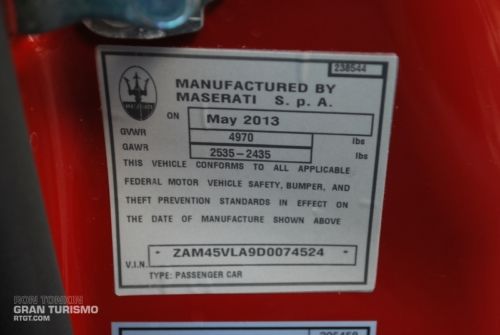 238544
MASERATI
MANUFACTURED BY
MASERATI S. p. A.
ON May 2013
GVWR 4970 lbs
GAWR 2535-2435 lbs
THIS VEHICLE CONFORMS TO ALL APPLICABLE
FEDERAL MOTOR VEHICLE SAFETY, BUMPER, AND
THEFT PREVENTION STANDARDS IN EFFECT ON
THE DATE OF MANUFACTURE SHOWN ABOVE
V.I.N. - ZAM45VLA9D0074524 -
TYPE: PASSENGER CAR
RON TONKIN
GRAN TURISMO
RTGT.COM